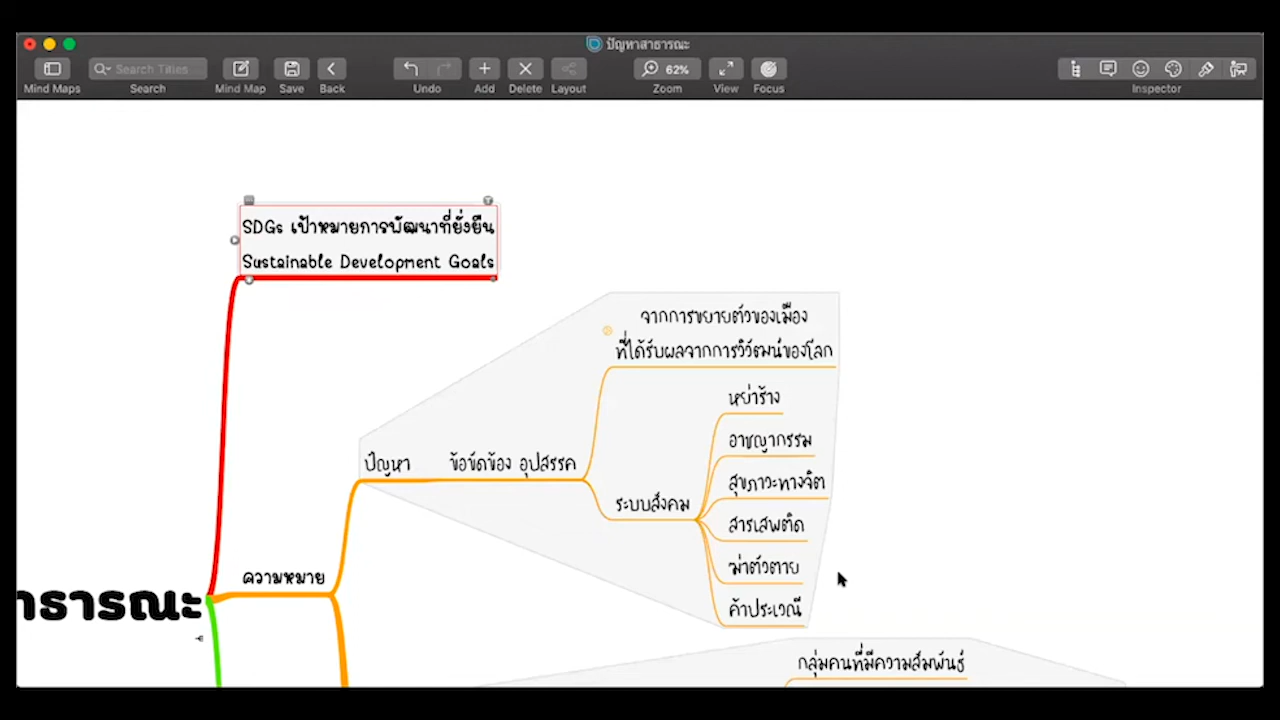 ปัญหาสาธารณะ
Search Titles
62%
Mind Maps
Search
Mind Map
Save
Back
Undo
Add
Delete
Layout
Zoom
View
Focus
Inspector
SDGs เป้าหมายการพัฒนาที่ยั่งยืน
Sustainable Development Goals
จากการขยายตัวของเมือง
ที่ได้รับผลจากการวิวัฒน์ของโลก
หย่าร้าง
อาชญากรรม
ปัญหา
ข้อขัดข้อง อุปสรรค
สุขภาวะทางจิต
ระบบสังคม
สารเสพติด
ฆ่าตัวตาย
ความหมาย
าธารณะ
ค้าประเวณี
กลุ่มคนที่มีความสัมพันธ์